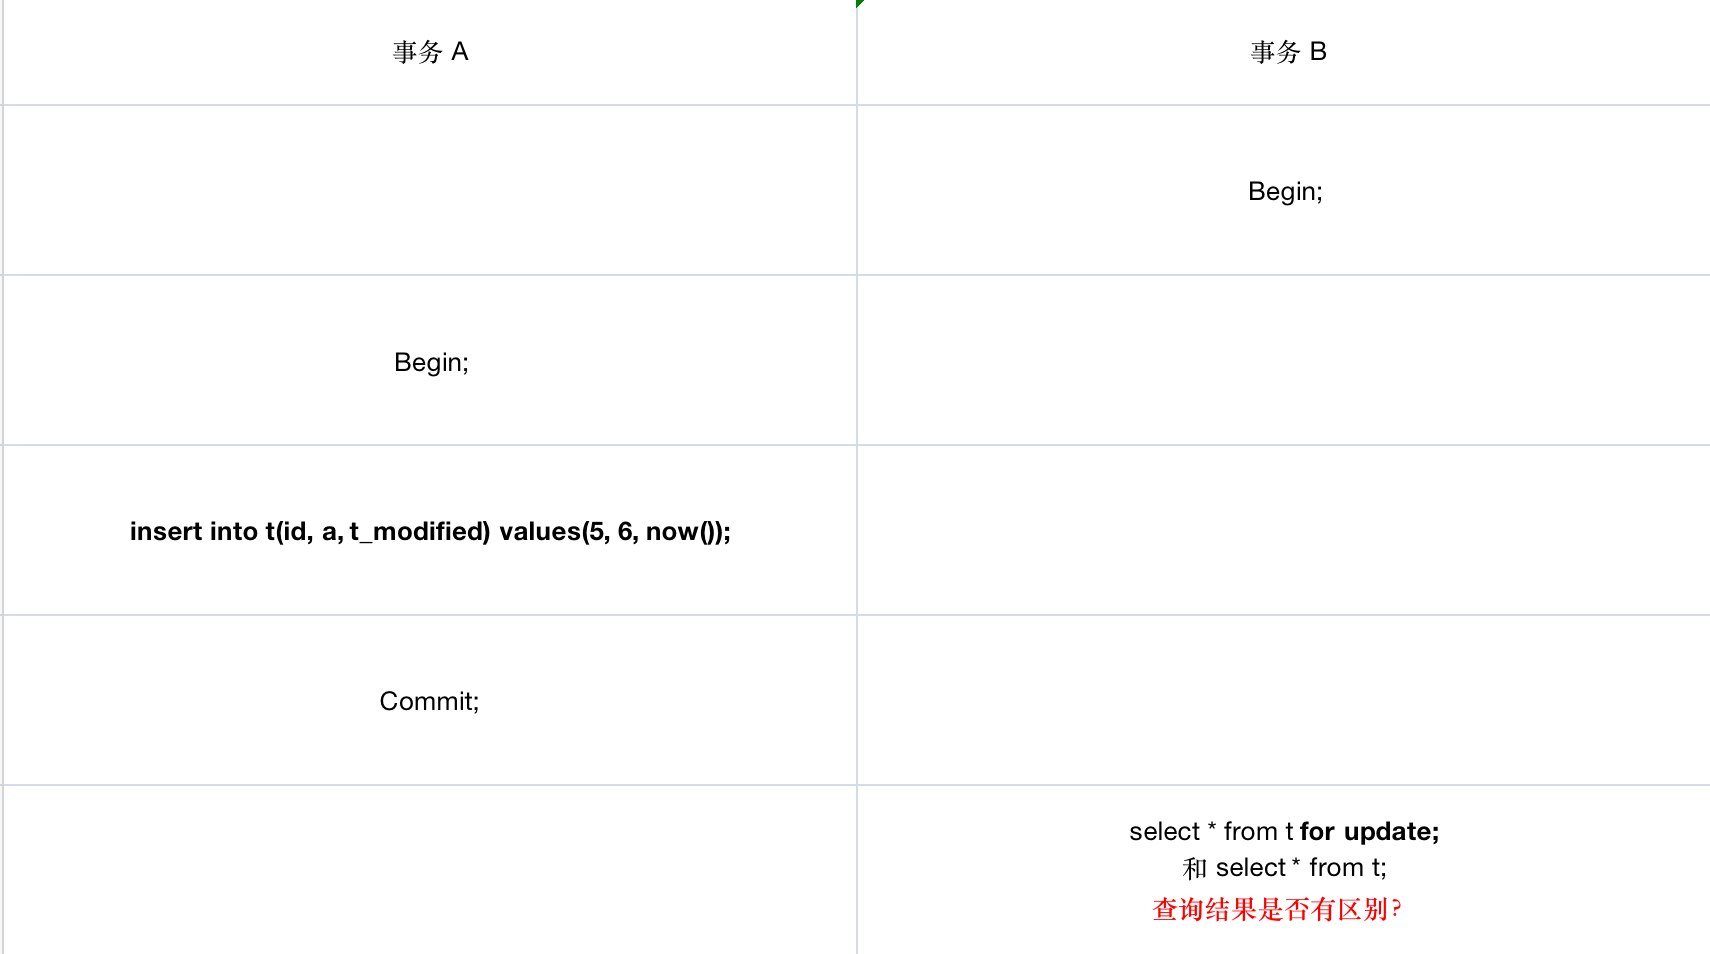 事务 A
事务 B
Begin;
Begin;
insert into t(id, a, t_modified) values(5, 6, now());
Commit;
select * from t for update;
和 select * from t;
查询结果是否有区别?